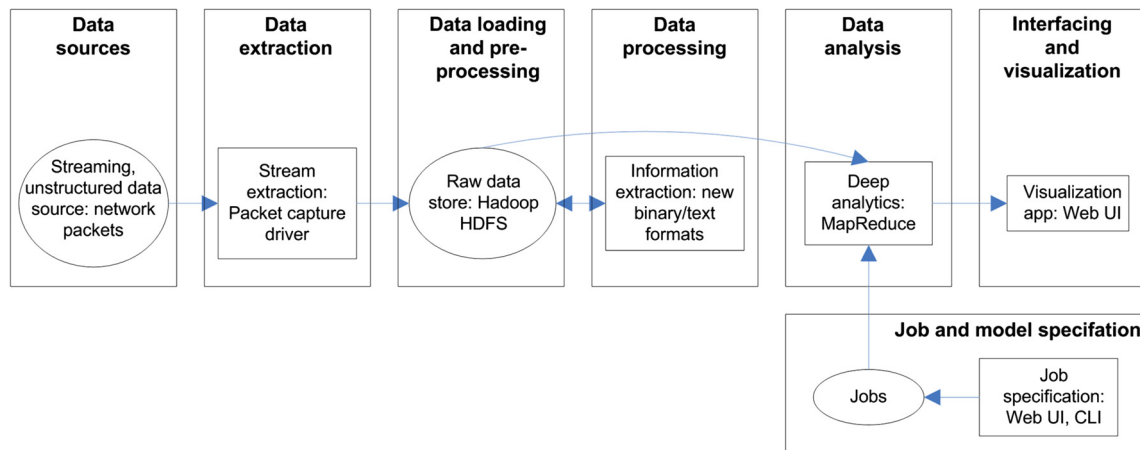 Data
sources
Data
extraction
Data loading
and pre-
processing
Data
processing
Data
analysis
Interfacing and
visualization
Streaming,
unstructured data
source: network
packets
Stream
extraction:
Packet capture
driver
Raw data
store: Hadoop
HDFS
Information
extraction: new
binary/text
formats
Deep
analytics:
MapReduce
Visualization
app: Web UI
Job and model specifation
Jobs
Job
specification:
Web UI, CLI